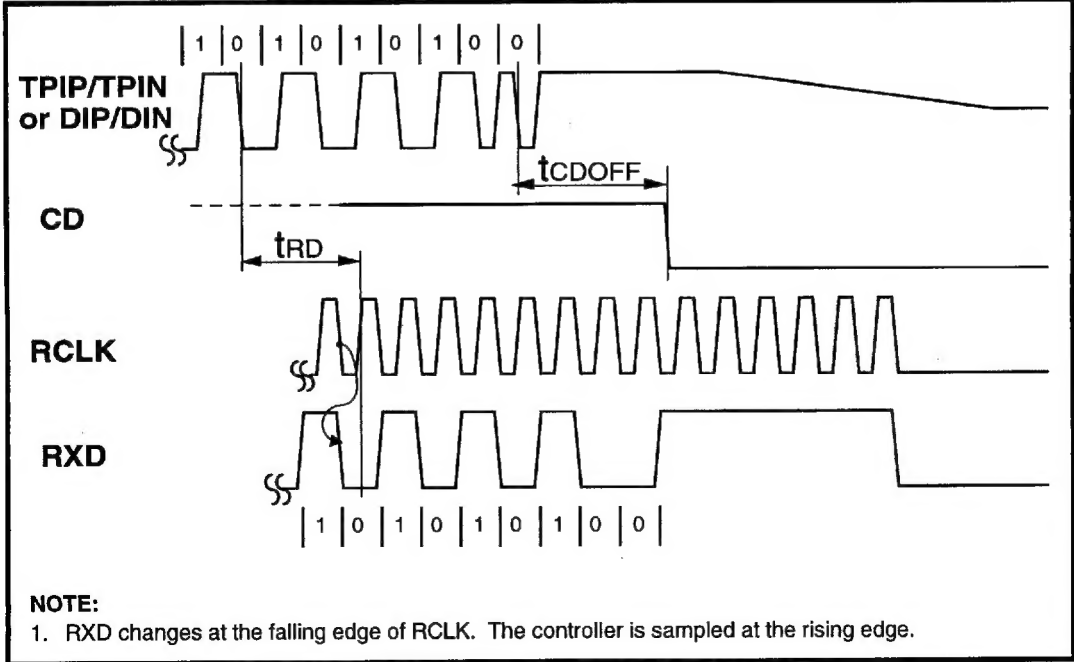 1 0 1 0 1 0 1 0 0
TPIP/TPIN
or DIP/DIN
tCDOFF
CD
tRD
RCLK
RXD
1 0 1 0 1 0 0
NOTE:
1. RXD changes at the falling edge of RCLK. The controller is sampled at the rising edge.